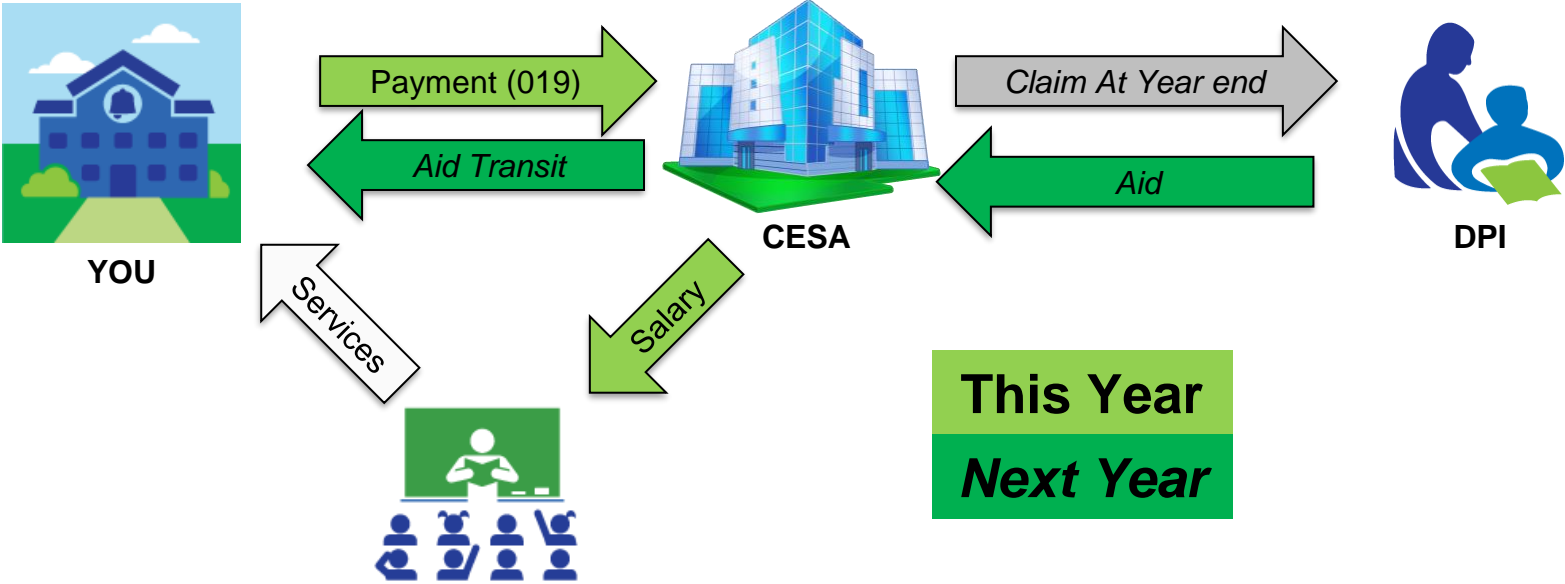 Payment (019)
Claim At Year end
Aid Transit
Aid
CESA
DPI
YOU
Services
Salary
This Year
Next Year